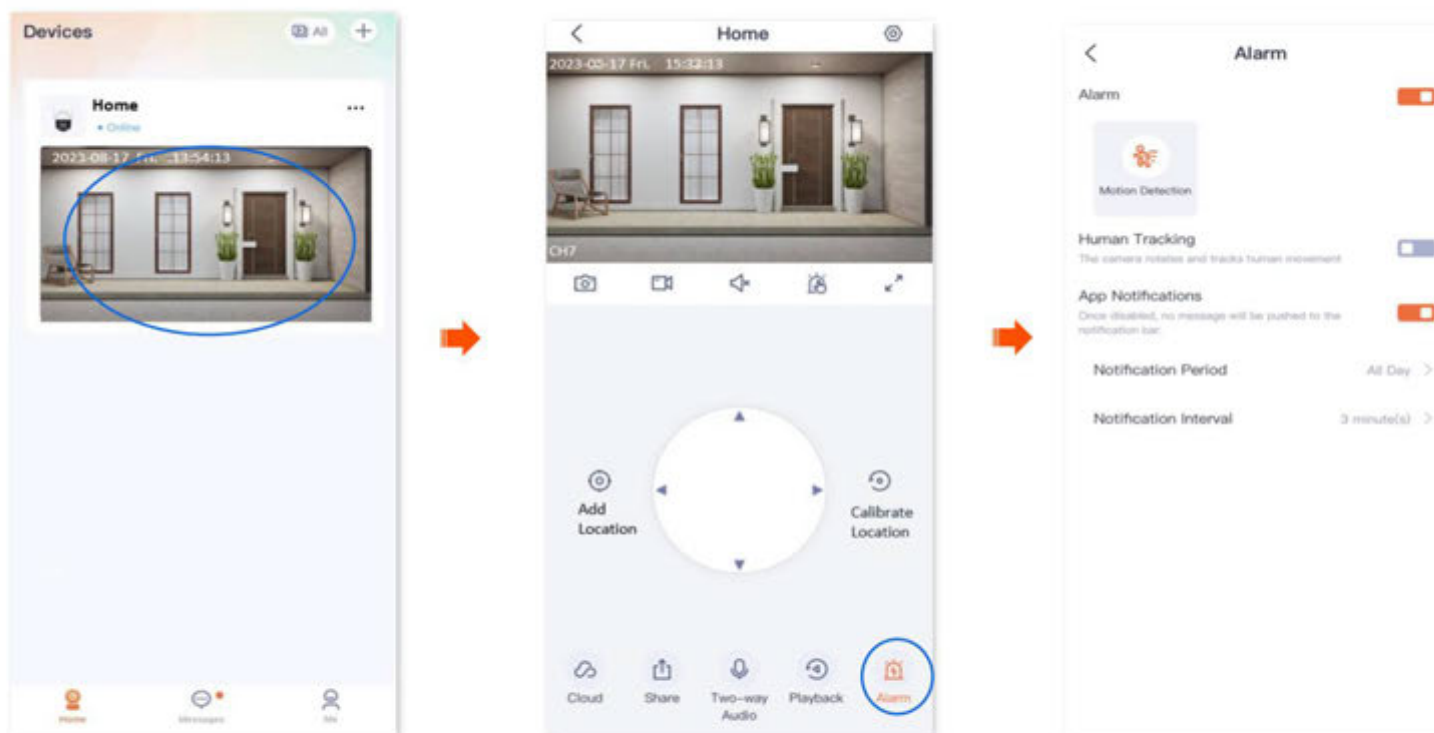 Devices
All
Home
• Online
2023-08-17 Fri. 13:54:13
Home
Messages
Me
Home
2023-05-17 Fri. 15:33:13
CH7
Add
Location
Calibrate
Location
Cloud
Share
Two-way
Audio
Playback
Alarm
Alarm
Alarm
Motion Detection
Human Tracking
The camera rotates and tracks human movement
App Notifications
Once disabled, no message will be pushed to the
notification bar.
Notification Period All Day
Notification Interval 3 minute(s)